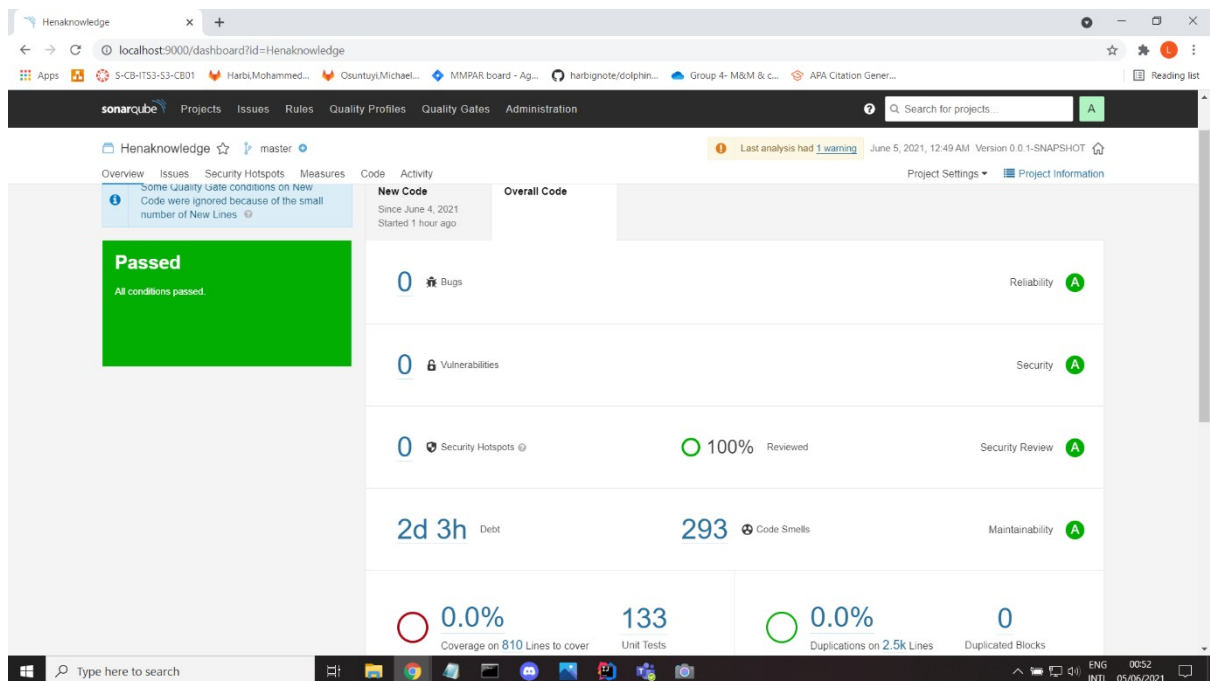 Henaknowledge
localhost:9000/dashboard?id=Henaknowledge
Apps S-CB-ITS3-S3-CB01 Harbi,Mohammed... Osuntuyi,Michael... MMPAR board - Ag... harbignote/dolphin... Group 4- M&M & c... APA Citation Gener... Reading list
sonarqube Projects Issues Rules Quality Profiles Quality Gates Administration Search for projects... A
Henaknowledge master Last analysis had 1 warning June 5, 2021, 12:49 AM Version 0.0.1-SNAPSHOT
Overview Issues Security Hotspots Measures Code Activity Project Settings Project Information
Some Quality Gate conditions on New
Code were ignored because of the small
number of New Lines
New Code
Since June 4, 2021
Started 1 hour ago
Overall Code
Passed
All conditions passed.
0 Bugs Reliability A
0 Vulnerabilities Security A
0 Security Hotspots 100% Reviewed Security Review A
2d 3h Debt 293 Code Smells Maintainability A
0.0% 133 0.0% 0
Coverage on 810 Lines to cover Unit Tests Duplications on 2.5k Lines Duplicated Blocks
Type here to search
ENG 00:52
INTL 05/06/2021